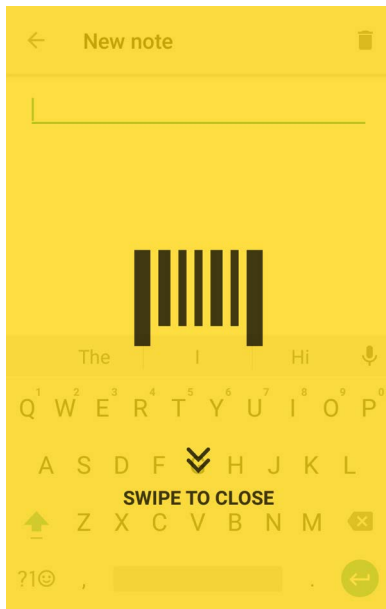 New note
The I Hi
1 2 3 4 5 6 7 8 9 0
Q W E R T Y U I O P
A S D F H J K L
SWIPE TO CLOSE
Z X C V B N M
?1☺ , .